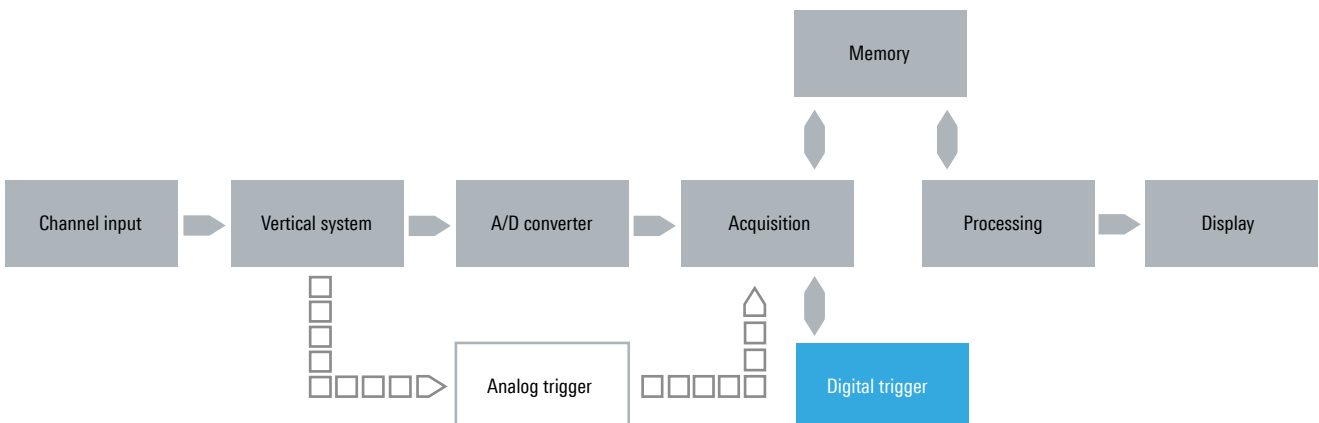 Memory
Channel input
Vertical system
A/D converter
Acquisition
Processing
Display
Analog trigger
Digital trigger